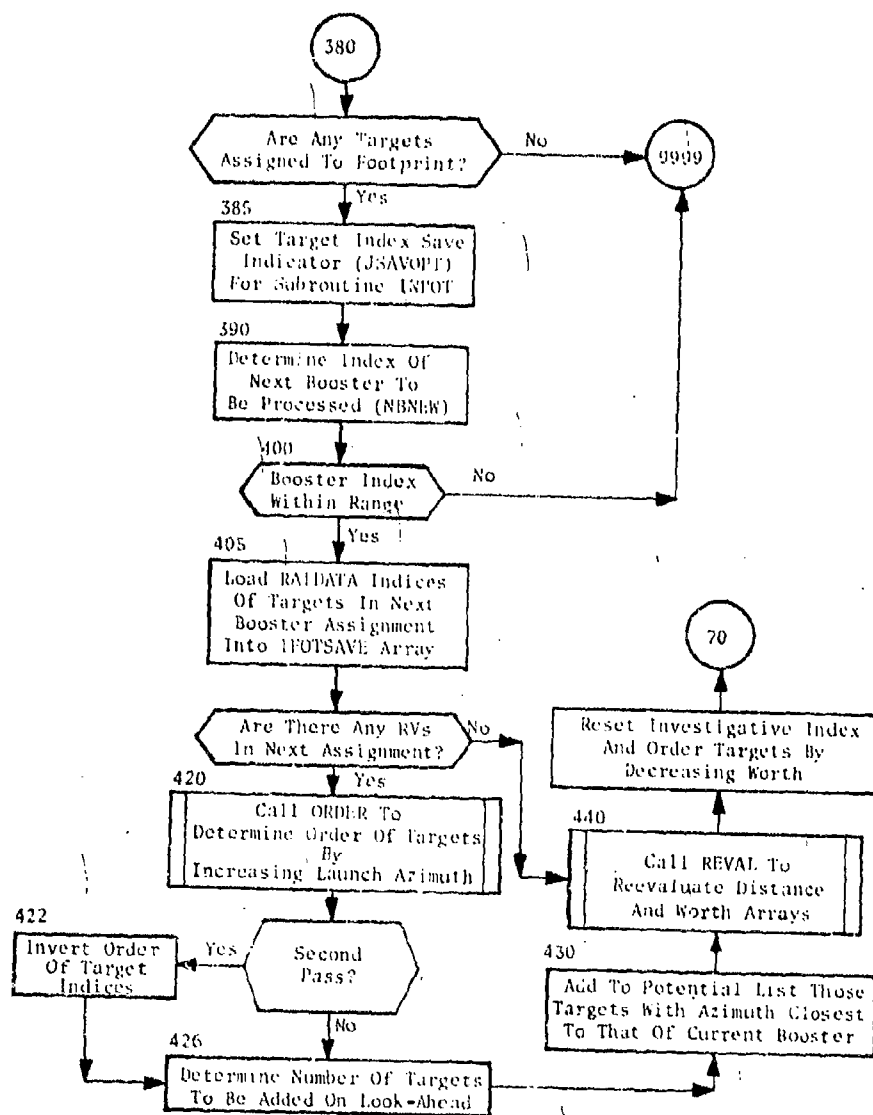 380
Are Any Targets
Assigned To Footprint?
No
9999
Yes
385
Set Target Index Save
Indicator (JSAVOPT)
For Subroutine INPOT
390
Determine Index Of
Next Booster To
Be Processed (NBNEW)
400
Booster Index
Within Range
No
Yes
405
Load RAIDATA Indices
Of Targets In Next
Booster Assignment
Into IFOTSAVE Array
70
Are There Any RVs
In Next Assignment?
No
Reset Investigative Index
And Order Targets By
Decreasing Worth
Yes
420
Call ORDER To
Determine Order Of Targets
By
Increasing Launch Azimuth
440
Call REVAL To
Reevaluate Distance
And Worth Arrays
422
Invert Order
Of Target
Indices
Yes
Second
Pass?
430
Add To Potential List Those
Targets With Azimuth Closest
To That Of Current Booster
No
426
Determine Number Of Targets
To Be Added On Look-Ahead